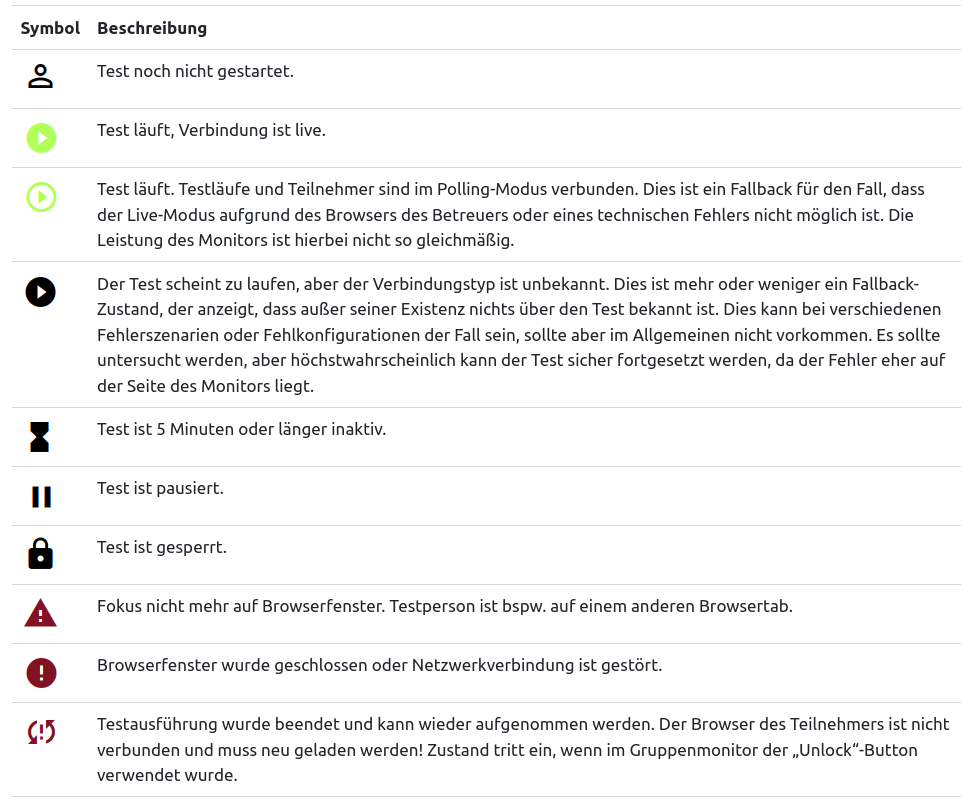 Symbol Beschreibung
Test noch nicht gestartet.
Test läuft, Verbindung ist live.
Test läuft. Testläufe und Teilnehmer sind im Polling-Modus verbunden. Dies ist ein Fallback für den Fall, dass
der Live-Modus aufgrund des Browsers des Betreuers oder eines technischen Fehlers nicht möglich ist. Die
Leistung des Monitors ist hierbei nicht so gleichmäßig.
Der Test scheint zu laufen, aber der Verbindungstyp ist unbekannt. Dies ist mehr oder weniger ein Fallback-
Zustand, der anzeigt, dass außer seiner Existenz nichts über den Test bekannt ist. Dies kann bei verschiedenen
Fehlerszenarien oder Fehlkonfigurationen der Fall sein, sollte aber im Allgemeinen nicht vorkommen. Es sollte
untersucht werden, aber höchstwahrscheinlich kann der Test sicher fortgesetzt werden, da der Fehler eher auf
der Seite des Monitors liegt.
Test ist 5 Minuten oder länger inaktiv.
Test ist pausiert.
Test ist gesperrt.
Fokus nicht mehr auf Browserfenster. Testperson ist bspw. auf einem anderen Browsertab.
Browserfenster wurde geschlossen oder Netzwerkverbindung ist gestört.
Testausführung wurde beendet und kann wieder aufgenommen werden. Der Browser des Teilnehmers ist nicht
verbunden und muss neu geladen werden! Zustand tritt ein, wenn im Gruppenmonitor der „Unlock“-Button
verwendet wurde.